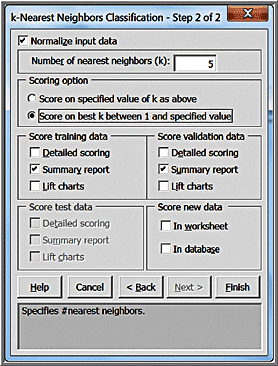 k-Nearest Neighbors Classification - Step 2 of 2
Normalize input data
Number of nearest neighbors (k): 5
Scoring option
Score on specified value of k as above
Score on best k between 1 and specified value
Score training data
Detailed scoring
Summary report
Lift charts
Score validation data
Detailed scoring
Summary report
Lift charts
Score test data
Detailed scoring
Summary report
Lift charts
Score new data
In worksheet
In database
Help Cancel < Back Next > Finish
Specifies #nearest neighbors.